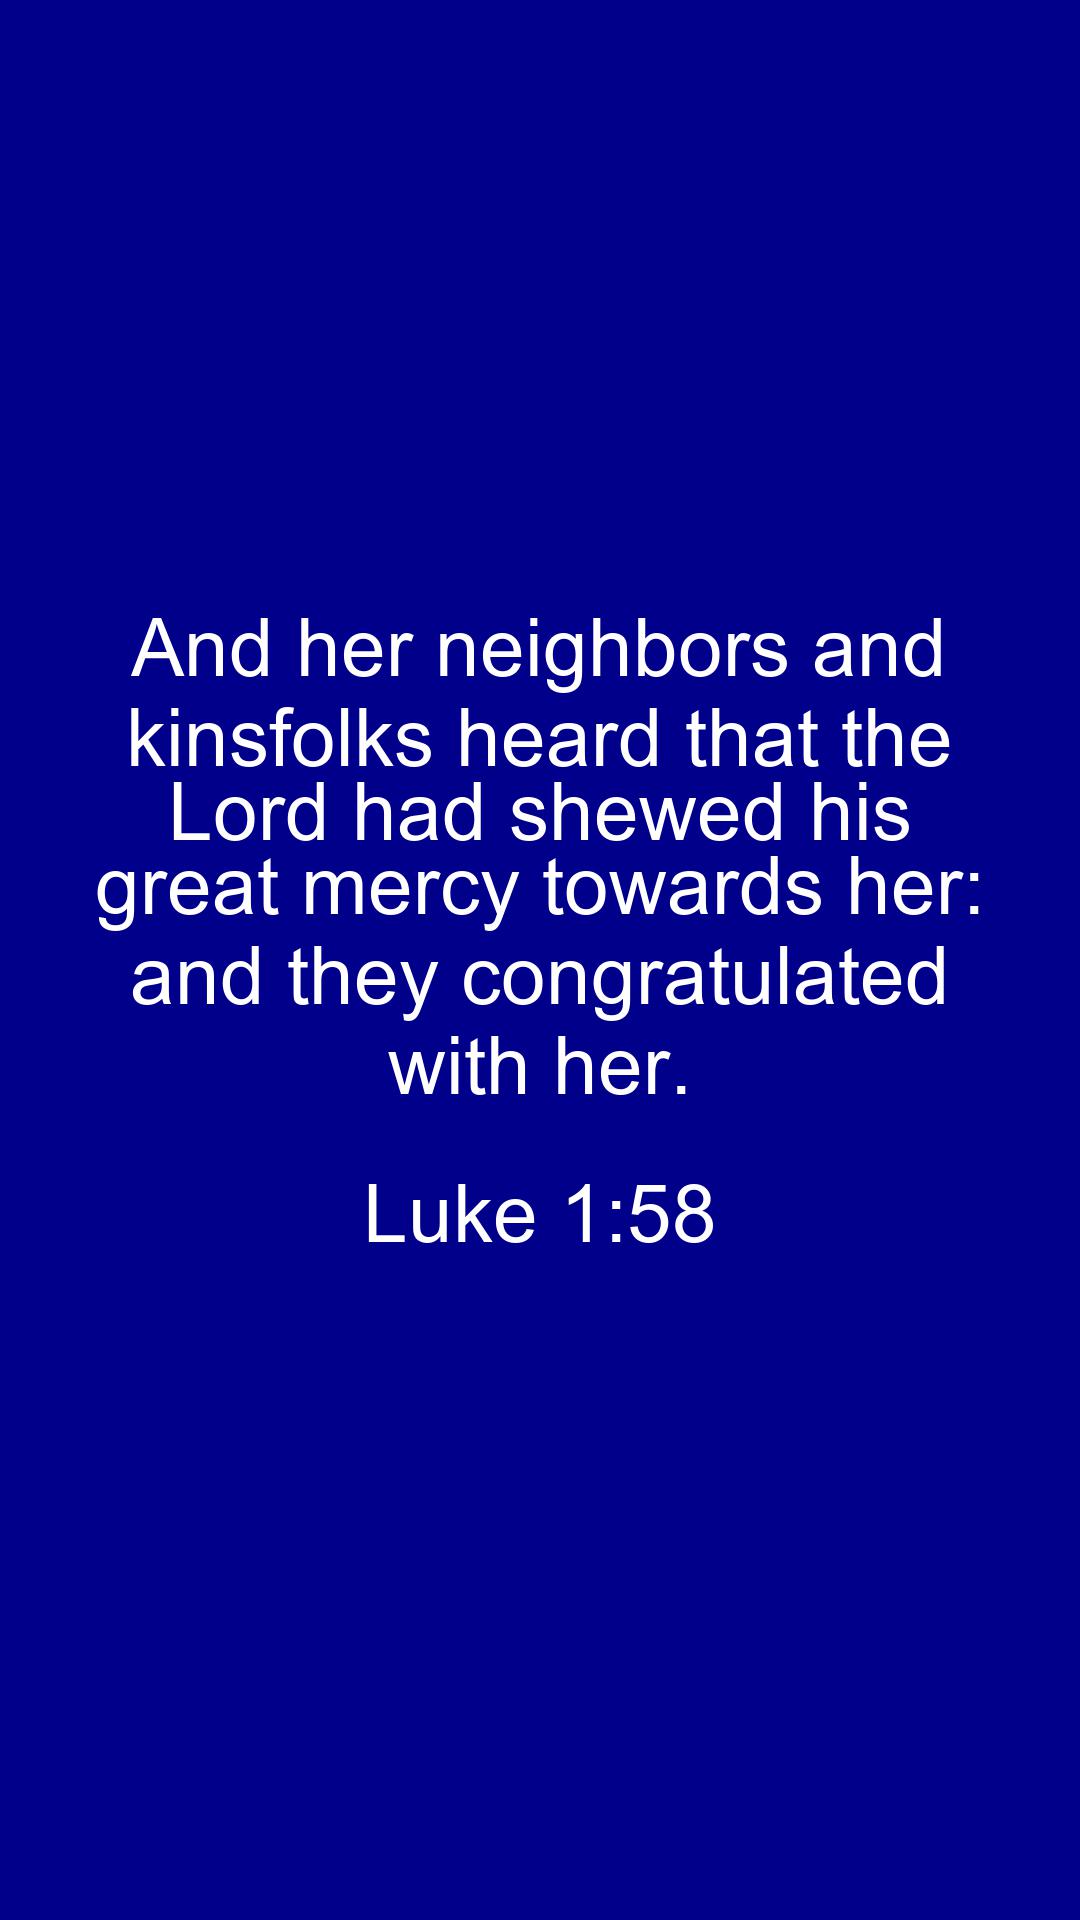 And her neighbors and
kinsfolks heard that the
Lord had shewed his
great mercy towards her:
and they congratulated
with her.
Luke 1:58